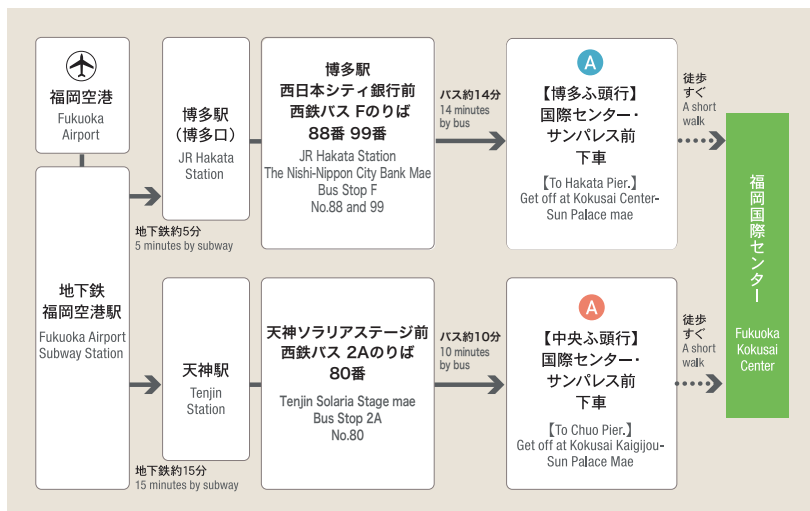 福岡空港
Fukuoka
Airport
地下鉄
福岡空港駅
Fukuoka Airport
Subway Station
地下鉄約5分
5 minutes by subway
博多駅
（博多口）
JR Hakata
Station
博多駅
西日本シティ銀行前
西鉄バス Fのりば
88番 99番
JR Hakata Station
The Nishi-Nippon City Bank Mae
Bus Stop F
No.88 and 99
バス約14分
14 minutes
by bus
A
【博多ふ頭行】
国際センター・
サンパレス前
下車
【To Hakata Pier.】
Get off at Kokusai Center-
Sun Palace mae
徒歩
すぐ
A short
walk
地下鉄約15分
15 minutes by subway
天神駅
Tenjin
Station
天神ソラリアステージ前
西鉄バス 2Aのりば
80番
Tenjin Solaria Stage mae
Bus Stop 2A
No.80
バス約10分
10 minutes
by bus
A
【中央ふ頭行】
国際センター・
サンパレス前
下車
【To Chuo Pier.】
Get off at Kokusai Kaigijou-
Sun Palace Mae
徒歩
すぐ
A short
walk
福岡国際センター
Fukuoka
Kokusai
Center